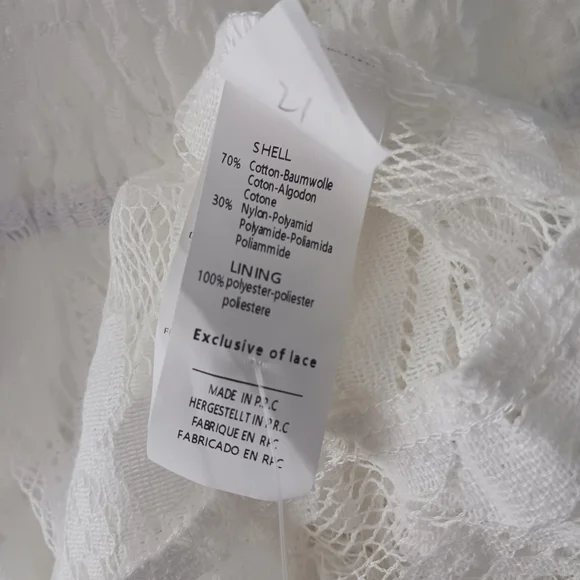 SHELL
70% Cotton-Baumwolle
Coton-Algodon
Cotone
30% Nylon-Polyamid
Polyamide-Poliamida
Poliammide
LINING
100% polyester-poliester
poliestere
Exclusive of lace
MADE IN P.R.C
HERGESTELLT IN P.R.C
FABRIQUE EN RPC
FABRICADO EN RPC